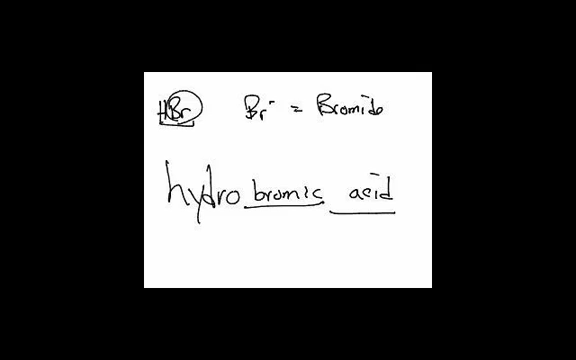 HBr Br⁻ = Bromide
hydrobromic acid